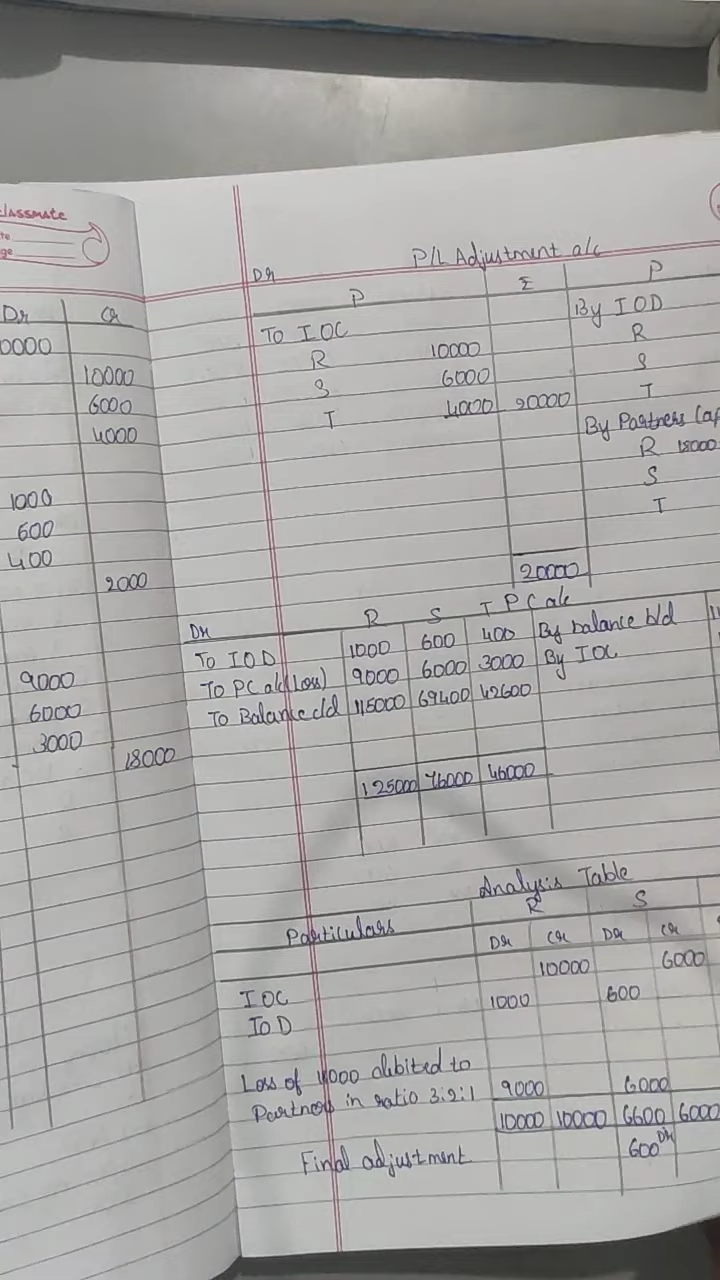 classmate
te
ge
Dr Cr
0000
10000
6000
4000
1000
600
400
2000
9000
6000
3000
18000
P/L Adjustment a/c
Dr
P Σ P
To IOC By IOD
R 10000 R
S 6000 S
T 4000 20000 T
By Partners Cap
R 18000
S
T
20000
Dr R S T P C a/c
To IOD 1000 600 400 By balance b/d
To PC a/c (Loss) 9000 6000 3000 By IOC
To Balance c/d 115000 69400 42600
125000 76000 46000
Analysis Table
Particulars R S
Dr Cr Dr Cr
IOC 10000 6000
IOD 1000 600
Loss of debited to
Partners in ratio 3:2:1 9000 6000
10000 10000 6600 6000
Final adjustment 600 Dr